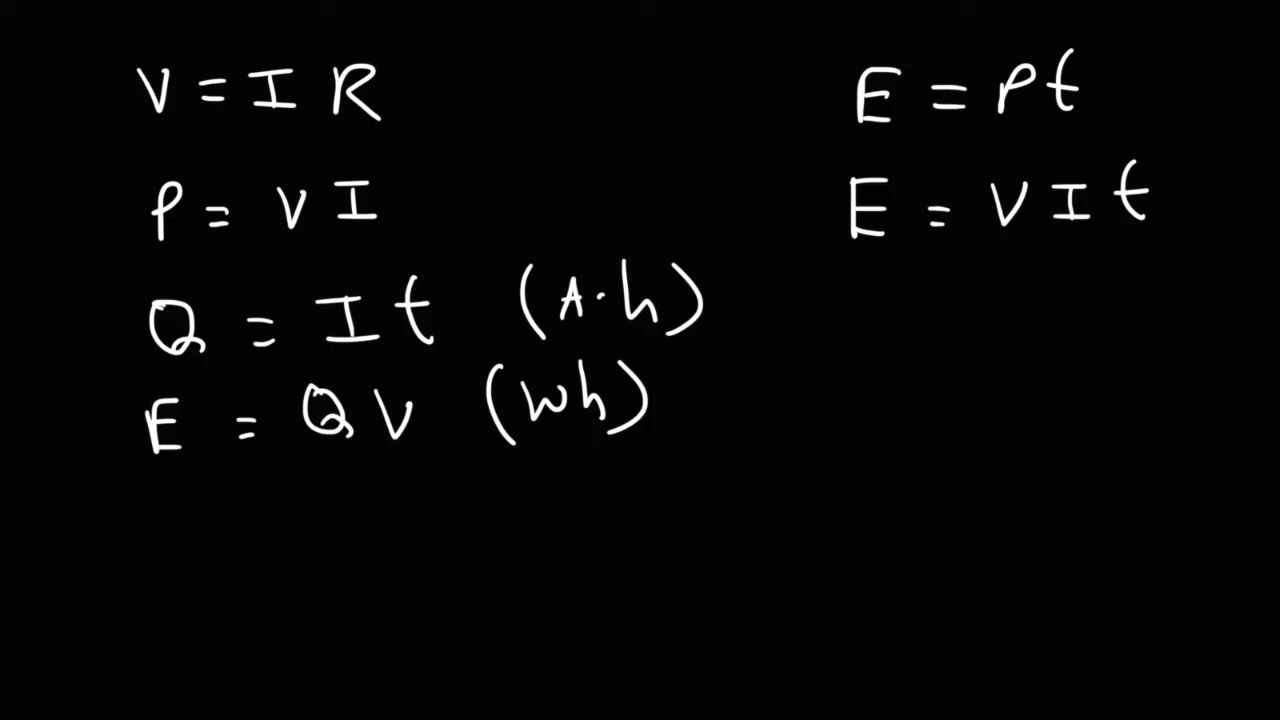 V = I R
P = V I
Q = I t (A·h)
E = Q V (Wh)
E = P t
E = V I t